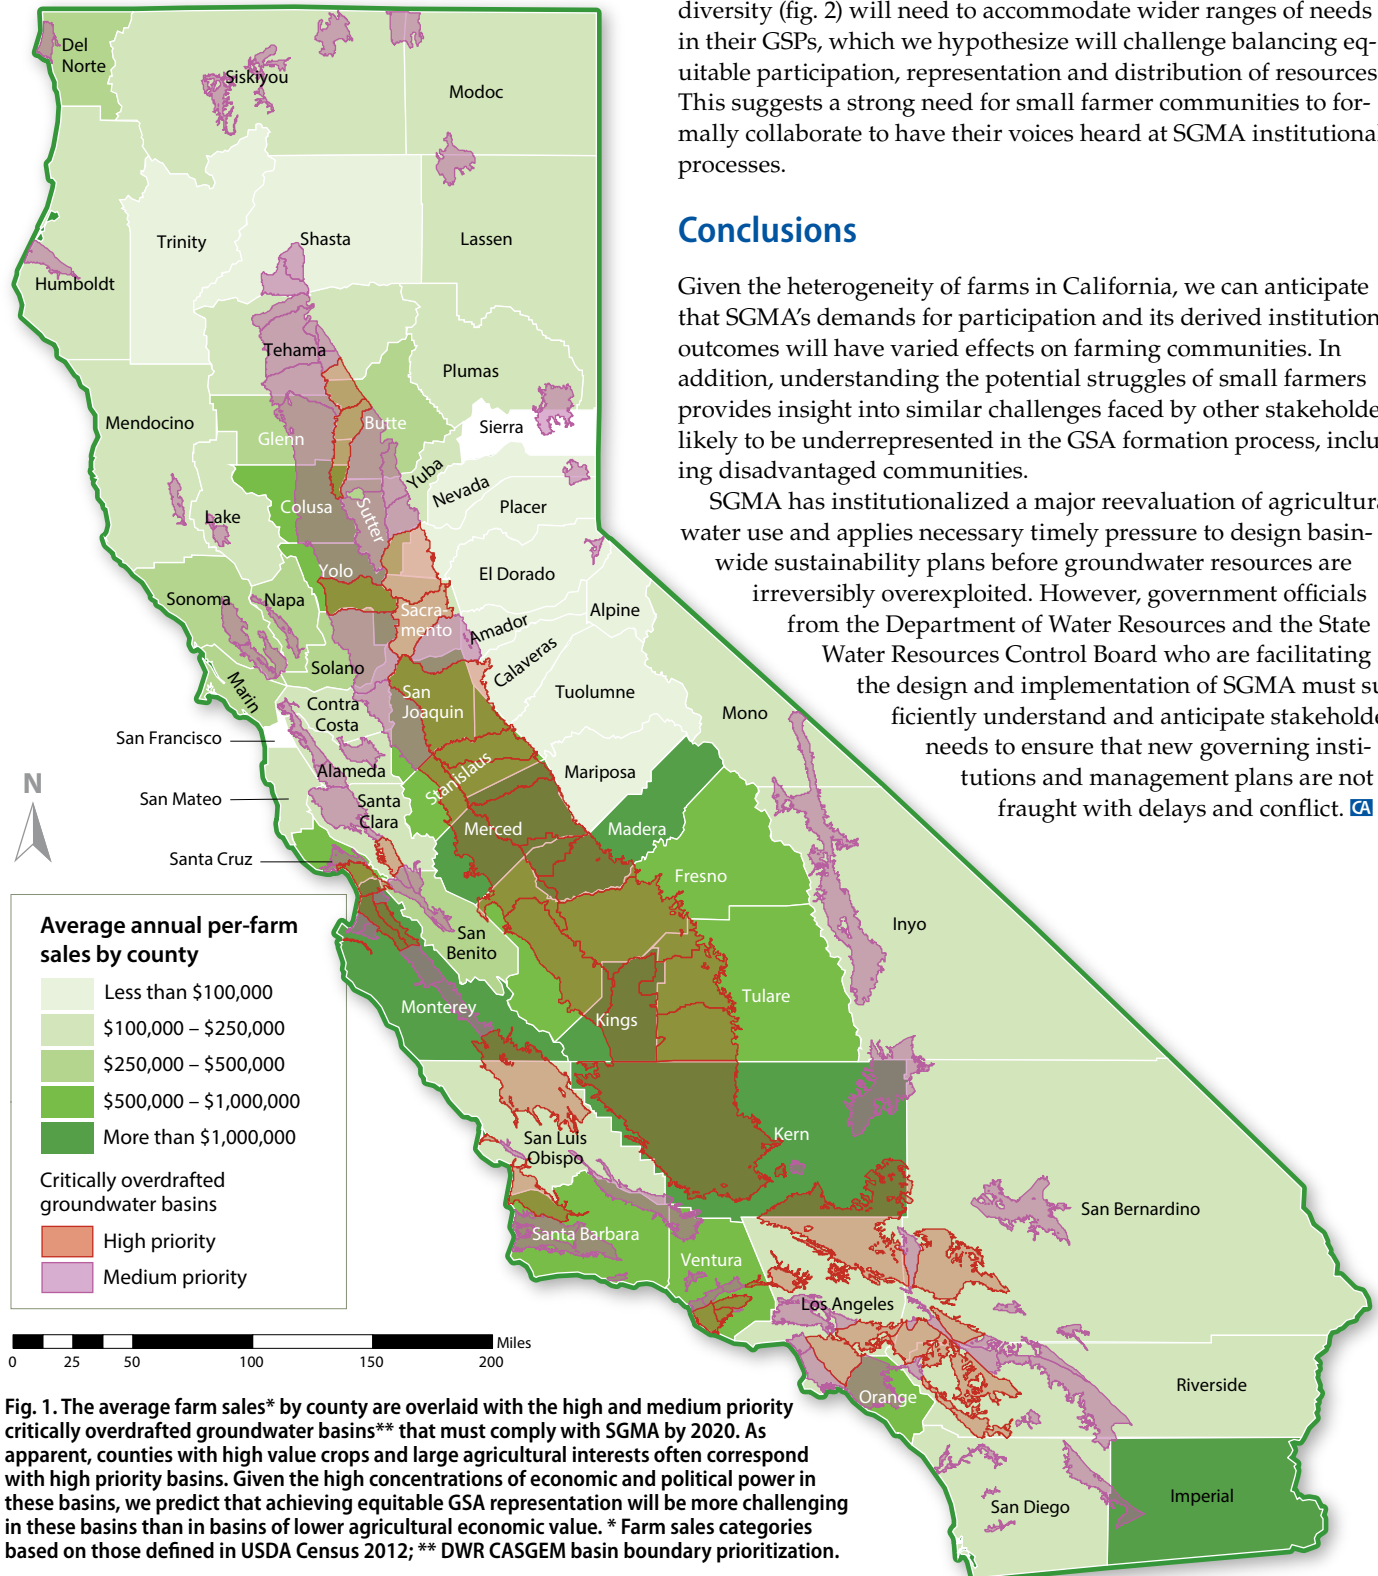 diversity (fig. 2) will need to accommodate wider ranges of needs
in their GSPs, which we hypothesize will challenge balancing eq-
uitable participation, representation and distribution of resources
This suggests a strong need for small farmer communities to for-
mally collaborate to have their voices heard at SGMA institutional
processes.
Conclusions
Given the heterogeneity of farms in California, we can anticipate
that SGMA's demands for participation and its derived institution
outcomes will have varied effects on farming communities. In
addition, understanding the potential struggles of small farmers
provides insight into similar challenges faced by other stakeholde
likely to be underrepresented in the GSA formation process, inclu
ing disadvantaged communities.
SGMA has institutionalized a major reevaluation of agricultura
water use and applies necessary timely pressure to design basin-
wide sustainability plans before groundwater resources are
irreversibly overexploited. However, government officials
from the Department of Water Resources and the State
Water Resources Control Board who are facilitating
the design and implementation of SGMA must su
ficiently understand and anticipate stakeholde
needs to ensure that new governing insti-
tutions and management plans are not
fraught with delays and conflict. CA
Del
Norte
Siskiyou
Modoc
Trinity
Shasta
Lassen
Humboldt
Tehama
Plumas
Mendocino
Glenn
Butte
Sierra
Yuba
Nevada
Colusa
Sutter
Placer
Lake
Yolo
El Dorado
Sonoma
Napa
Sacra-
mento
Amador
Alpine
Calaveras
Solano
Marin
San
Joaquin
Tuolumne
Contra
Costa
Mono
San Francisco
Alameda
Stanislaus
Mariposa
San Mateo
Santa
Clara
Merced
Madera
Santa Cruz
Fresno
San
Benito
Inyo
Monterey
Tulare
Kings
Kern
San Luis
Obispo
San Bernardino
Santa Barbara
Ventura
Los Angeles
Orange
Riverside
San Diego
Imperial
N
Average annual per-farm
sales by county
Less than $100,000
$100,000 – $250,000
$250,000 – $500,000
$500,000 – $1,000,000
More than $1,000,000
Critically overdrafted
groundwater basins
High priority
Medium priority
Miles
0 25 50 100 150 200
Fig. 1. The average farm sales* by county are overlaid with the high and medium priority
critically overdrafted groundwater basins** that must comply with SGMA by 2020. As
apparent, counties with high value crops and large agricultural interests often correspond
with high priority basins. Given the high concentrations of economic and political power in
these basins, we predict that achieving equitable GSA representation will be more challenging
in these basins than in basins of lower agricultural economic value. * Farm sales categories
based on those defined in USDA Census 2012; ** DWR CASGEM basin boundary prioritization.